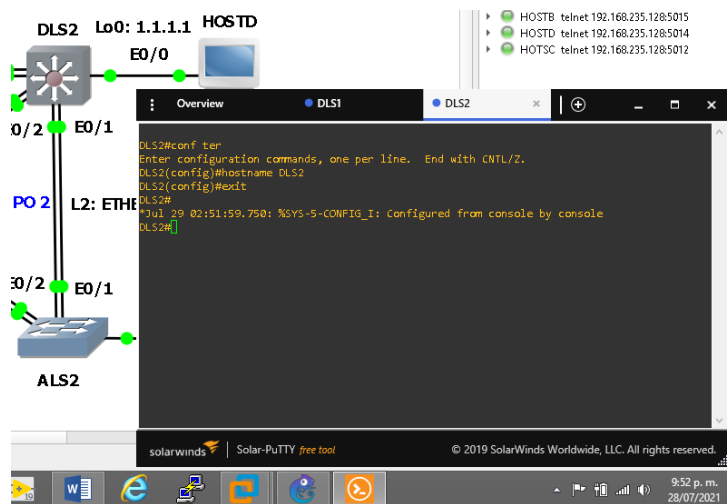 DLS2 Lo0: 1.1.1.1 HOSTD
E0/0
HOSTB telnet 192.168.235.128:5015
HOSTD telnet 192.168.235.128:5014
HOTSC telnet 192.168.235.128:5012
Overview DLS1 DLS2
0/2 E0/1
DLS2#conf ter
Enter configuration commands, one per line. End with CNTL/Z.
DLS2(config)#hostname DLS2
DLS2(config)#exit
DLS2#
*Jul 29 02:51:59.750: %SYS-5-CONFIG_I: Configured from console by console
DLS2#
PO 2 L2: ETHE
E0/2 E0/1
ALS2
solarwinds Solar-PuTTY free tool © 2019 SolarWinds Worldwide, LLC. All rights reserved.
19
W
9:52 p. m.
28/07/2021